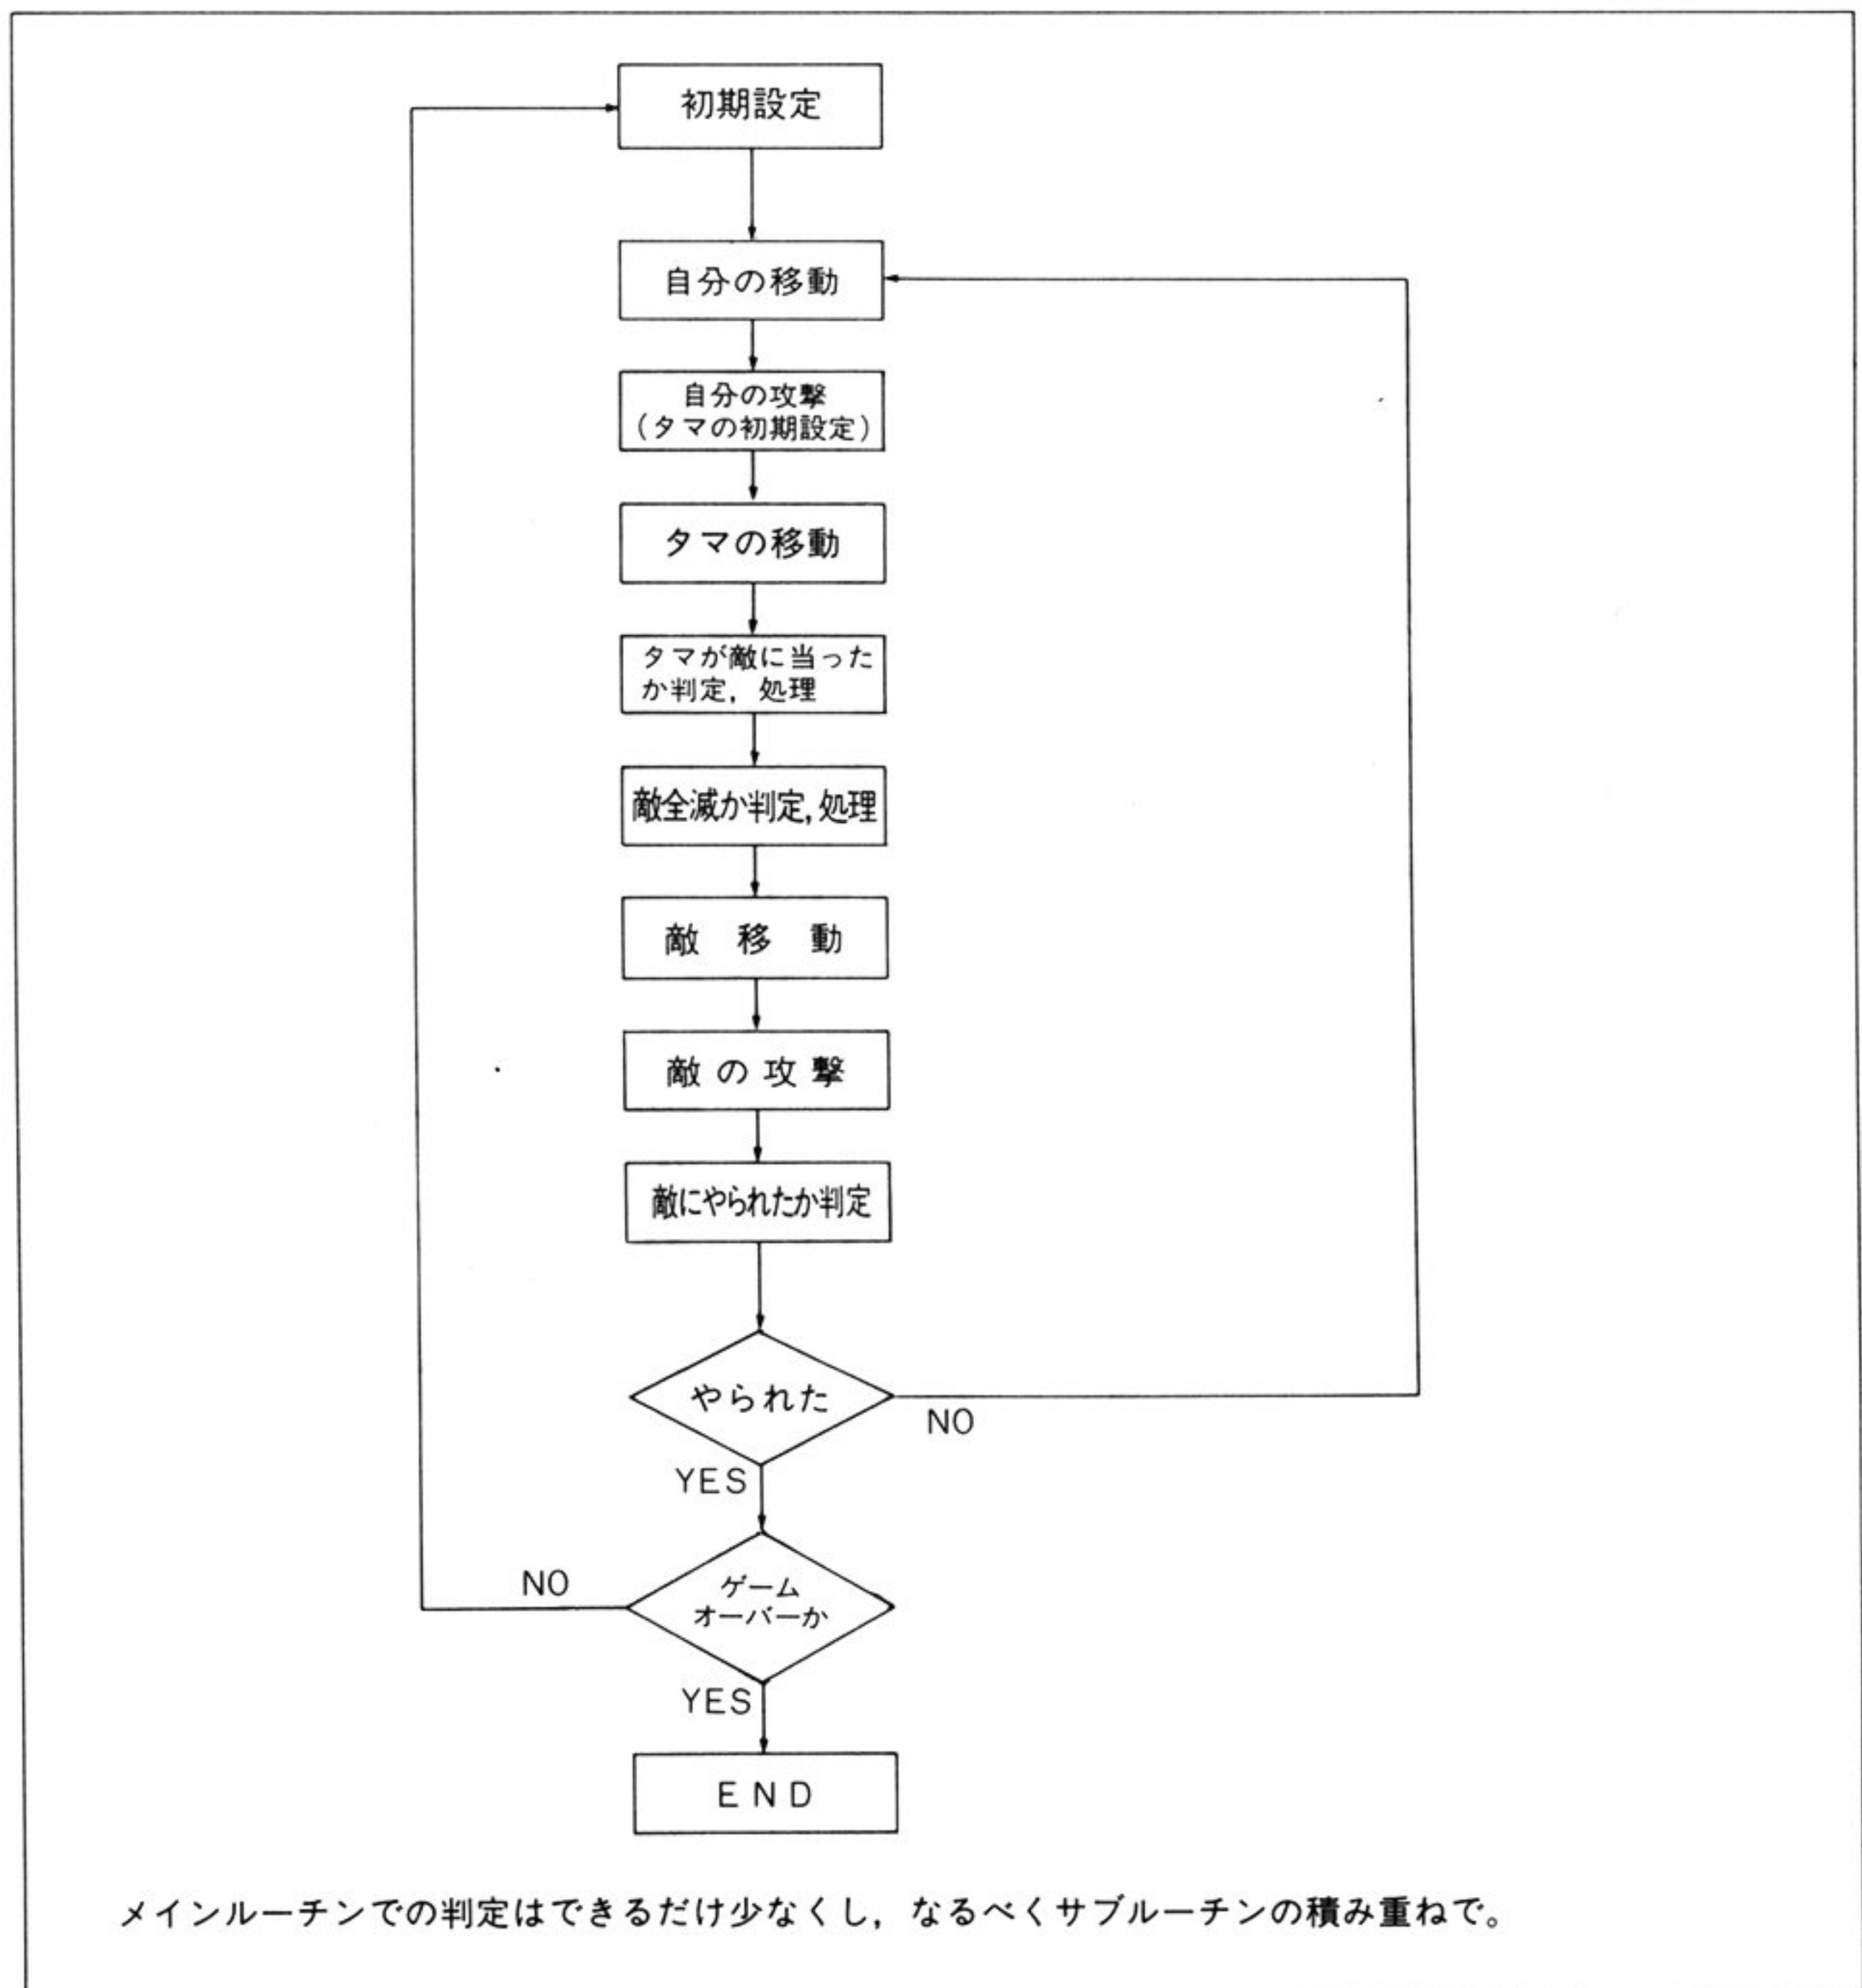 初期設定
自分の移動
自分の攻撃
(タマの初期設定)
タマの移動
タマが敵に当った
か判定，処理
敵全滅か判定，処理
敵 移 動
敵の攻撃
敵にやられたか判定
やられた
NO
YES
ゲーム
オーバーか
NO
YES
END
メインルーチンでの判定はできるだけ少なくし，なるべくサブルーチンの積み重ねで。